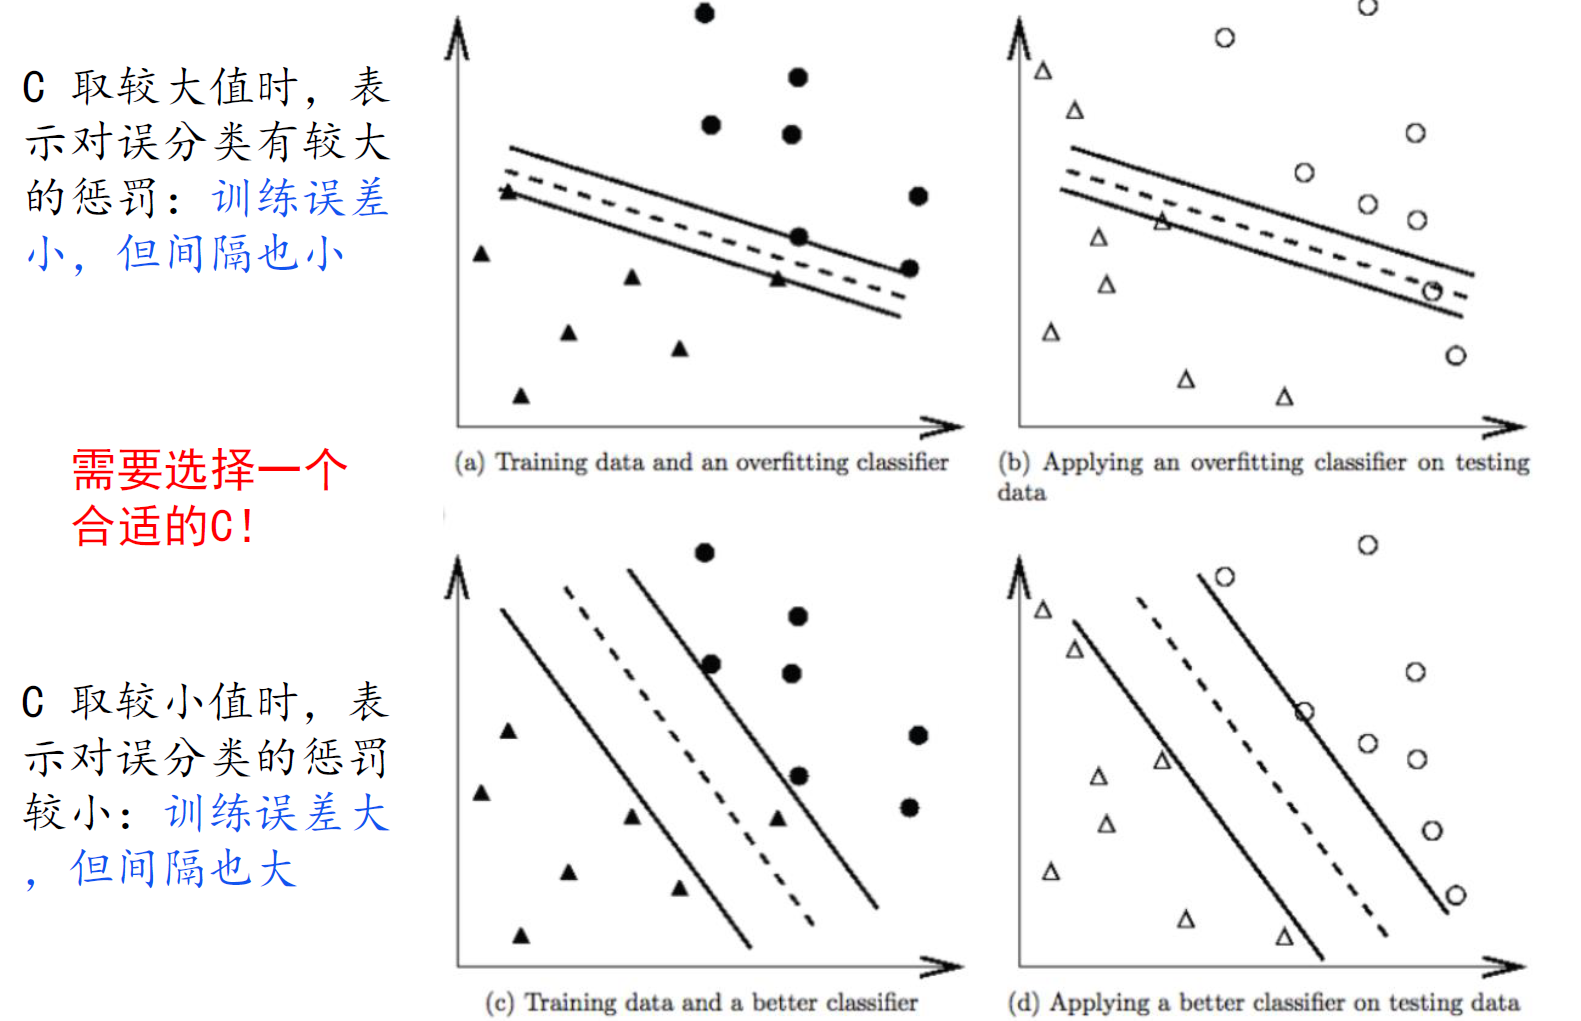 C 取较大值时，表
示对误分类有较大
的惩罚：训练误差
小，但间隔也小
需要选择一个
合适的C！
C 取较小值时，表
示对误分类的惩罚
较小：训练误差大
，但间隔也大
(a) Training data and an overfitting classifier
(b) Applying an overfitting classifier on testing
data
(c) Training data and a better classifier
(d) Applying a better classifier on testing data